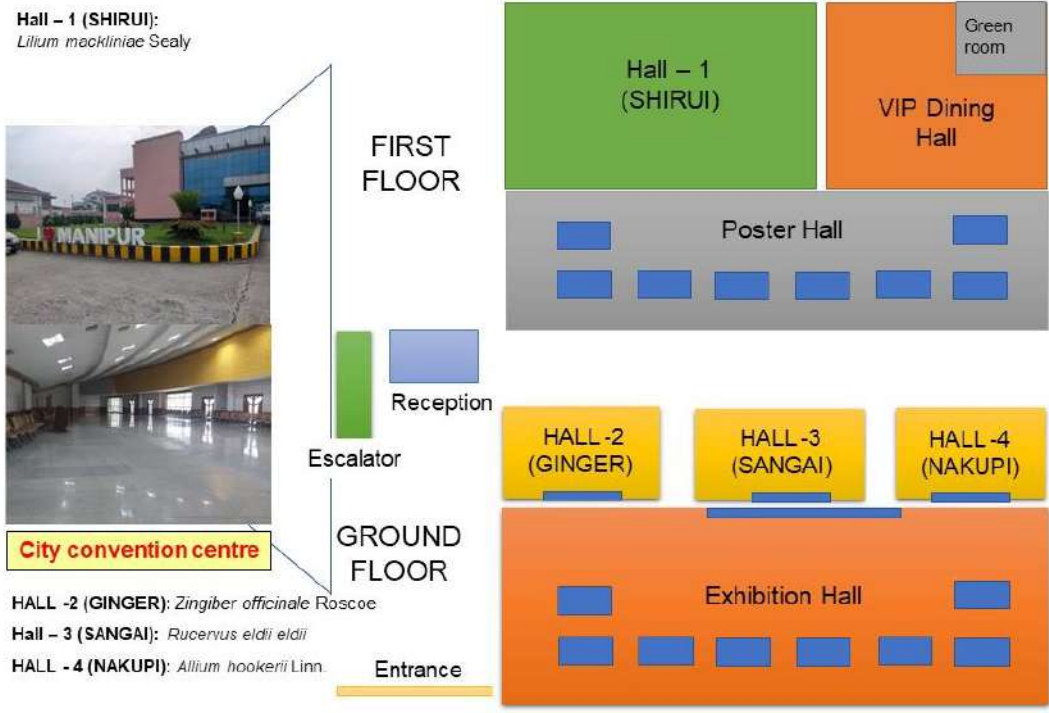 Hall – 1 (SHIRUI):
Lilium mackliniae Sealy
FIRST
FLOOR
Hall – 1
(SHIRUI)
Green
room
VIP Dining
Hall
Poster Hall
I ❤ MANIPUR
Reception
Escalator
HALL -2
(GINGER)
HALL -3
(SANGAI)
HALL -4
(NAKUPI)
City convention centre
GROUND
FLOOR
Exhibition Hall
HALL -2 (GINGER): Zingiber officinale Roscoe
Hall – 3 (SANGAI): Rucervus eldii eldii
HALL - 4 (NAKUPI): Allium hookerii Linn.
Entrance